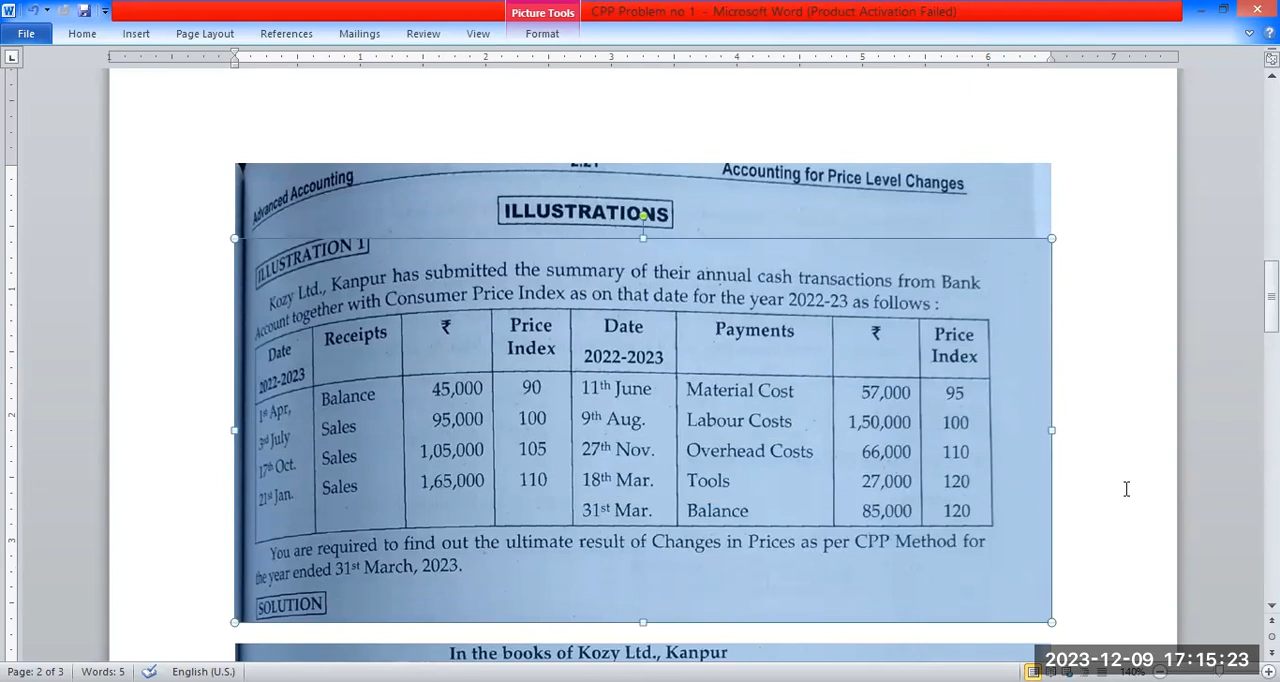 Picture Tools
CPP Problem no 1 - Microsoft Word (Product Activation Failed)
File Home Insert Page Layout References Mailings Review View Format
1 1 2 3 4 5 6 7
Advanced Accounting
Accounting for Price Level Changes
ILLUSTRATIONS
ILLUSTRATION 1
Kozy Ltd., Kanpur has submitted the summary of their annual cash transactions from Bank
Account together with Consumer Price Index as on that date for the year 2022-23 as follows :
Date 2022-2023 Receipts ₹ Price Index Date 2022-2023 Payments ₹ Price Index
1st Apr, Balance 45,000 90 11th June Material Cost 57,000 95
3rd July Sales 95,000 100 9th Aug. Labour Costs 1,50,000 100
17th Oct. Sales 1,05,000 105 27th Nov. Overhead Costs 66,000 110
21st Jan. Sales 1,65,000 110 18th Mar. Tools 27,000 120
31st Mar. Balance 85,000 120
You are required to find out the ultimate result of Changes in Prices as per CPP Method for
the year ended 31st March, 2023.
SOLUTION
In the books of Kozy Ltd., Kanpur
Page: 2 of 3 Words: 5 English (U.S.) 140%
2023-12-09 17:15:23